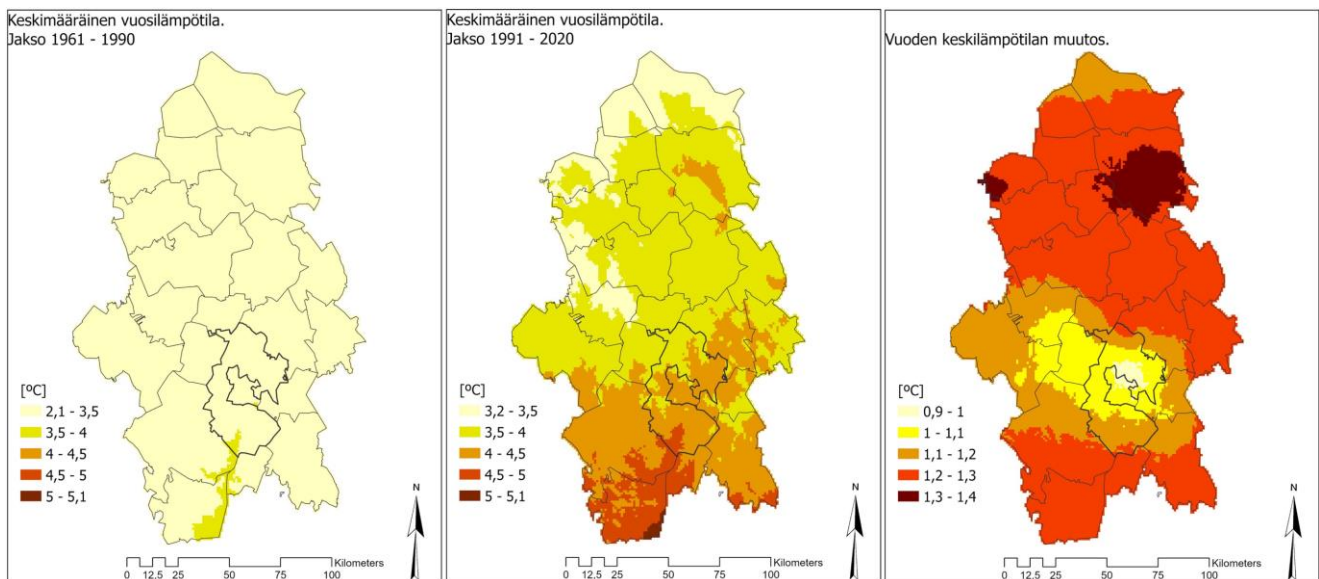 Keskimääräinen vuosilämpötila.
Jakso 1961 - 1990
[ºC]
2,1 - 3,5
3,5 - 4
4 - 4,5
4,5 - 5
5 - 5,1
N
Kilometers
0 12,5 25 50 75 100
Keskimääräinen vuosilämpötila.
Jakso 1991 - 2020
[ºC]
3,2 - 3,5
3,5 - 4
4 - 4,5
4,5 - 5
5 - 5,1
N
Kilometers
0 12,5 25 50 75 100
Vuoden keskilämpötilan muutos.
[ºC]
0,9 - 1
1 - 1,1
1,1 - 1,2
1,2 - 1,3
1,3 - 1,4
N
Kilometers
0 12,5 25 50 75 100